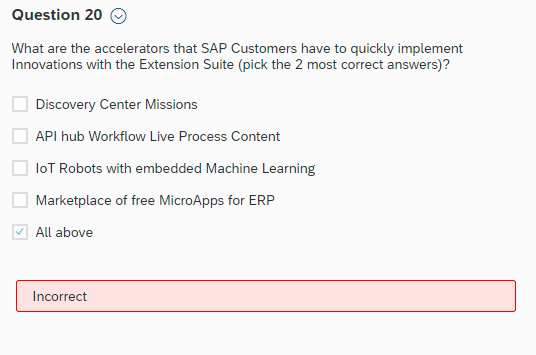 Question 20
What are the accelerators that SAP Customers have to quickly implement
Innovations with the Extension Suite (pick the 2 most correct answers)?
Discovery Center Missions
API hub Workflow Live Process Content
IoT Robots with embedded Machine Learning
Marketplace of free MicroApps for ERP
All above
Incorrect